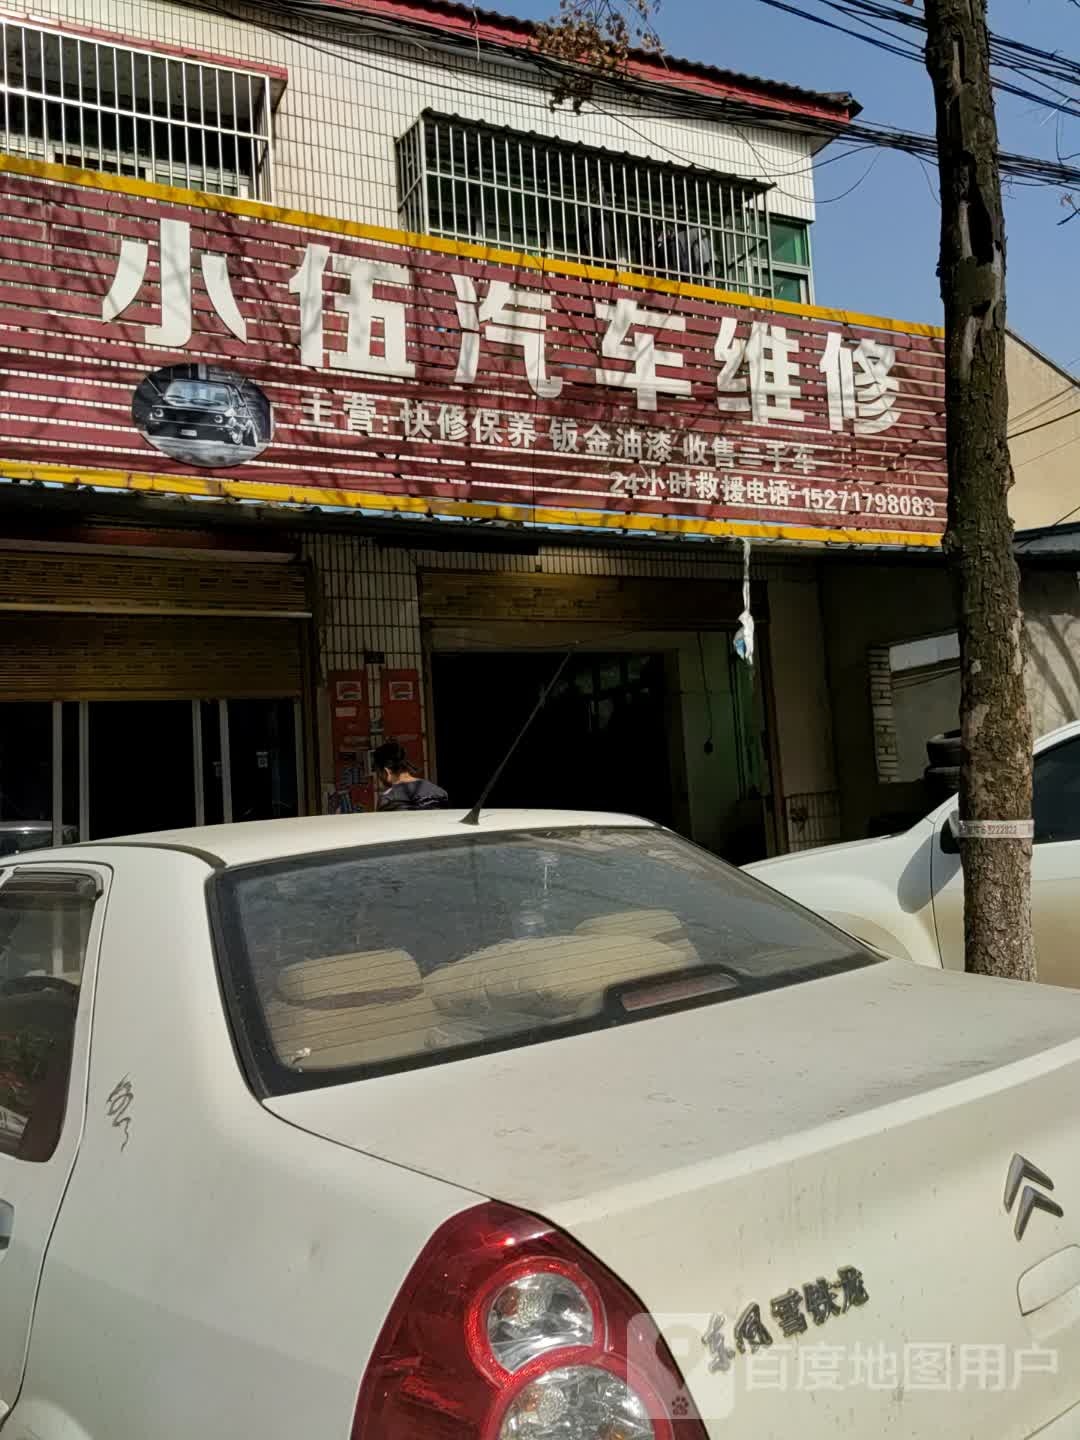 小伍汽车维修
主营:快修保养 钣金油漆 收售二手车
24小时救援电话:15271798083
东风雪铁龙
百度地图用户